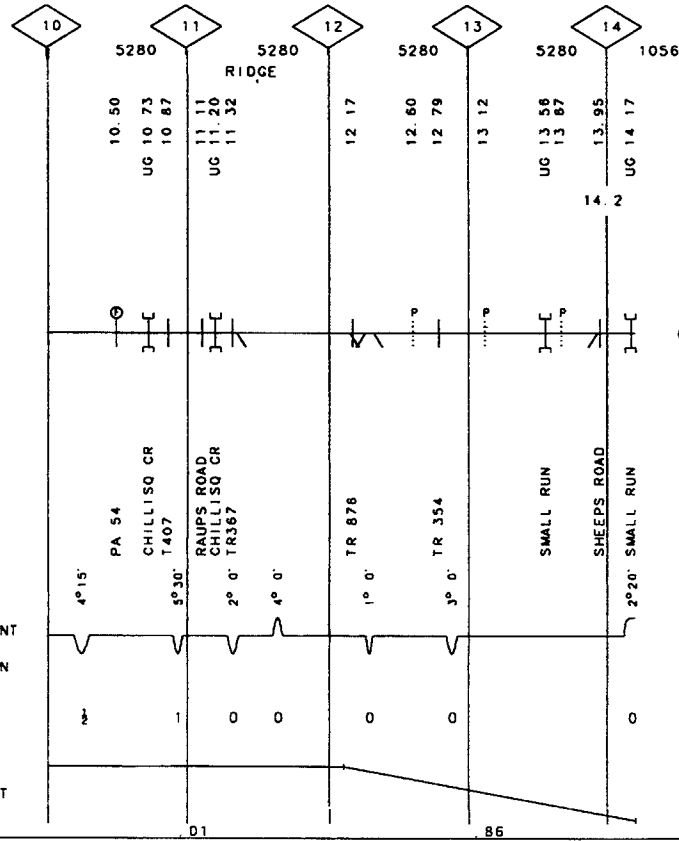 10 11 12 13 14
5280 5280 5280 5280 1056
RIDGE
10.50
UG 10 73
10 87
11 11
UG 11.20
11 32
12 17
12.60
12 79
13 12
UG 13 56
13 67
13.95
UG 14 17
14.2
P P P P
PA 54
CHILLISQ CR
T407
RAUPS ROAD
CHILLISQ CR
TR367
TR 876
TR 354
SMALL RUN
SHEEPS ROAD
SMALL RUN
4° 15'
5° 30'
2° 0'
4° 0'
1° 0'
3° 0'
2° 20'
NT
N
½ 1 0 0 0 0 0
T
.01 .86